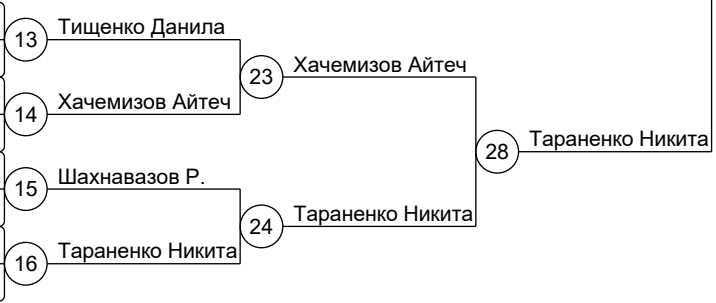 13 Тищенко Данила
23 Хачемизов Айтеч
14 Хачемизов Айтеч
28 Тараненко Никита
15 Шахнавазов Р.
24 Тараненко Никита
16 Тараненко Никита